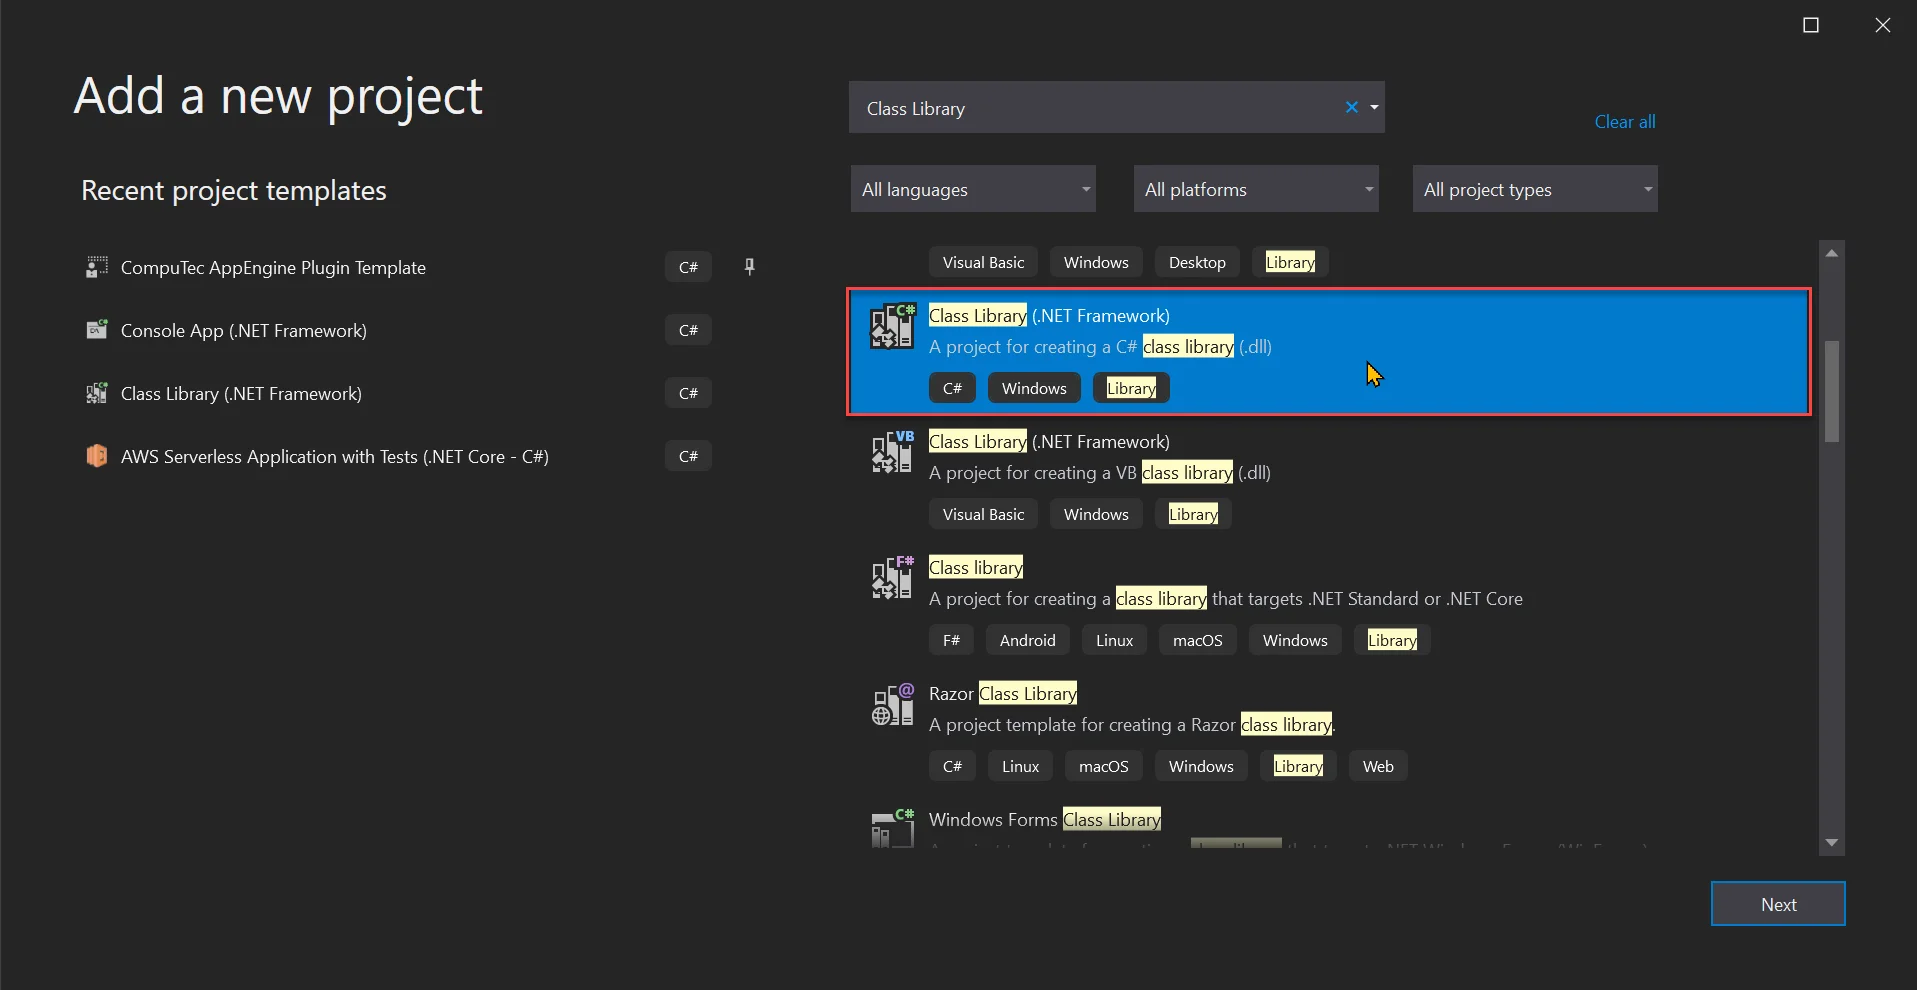 Add a new project
Recent project templates
CompuTec AppEngine Plugin Template C#
Console App (.NET Framework) C#
Class Library (.NET Framework) C#
AWS Serverless Application with Tests (.NET Core - C#) C#
Class Library
Clear all
All languages All platforms All project types
Visual Basic Windows Desktop Library
C#
Class Library (.NET Framework)
A project for creating a C# class library (.dll)
C# Windows Library
VB
Class Library (.NET Framework)
A project for creating a VB class library (.dll)
Visual Basic Windows Library
F#
Class library
A project for creating a class library that targets .NET Standard or .NET Core
F# Android Linux macOS Windows Library
@
Razor Class Library
A project template for creating a Razor class library.
C# Linux macOS Windows Library Web
C#
Windows Forms Class Library
Next